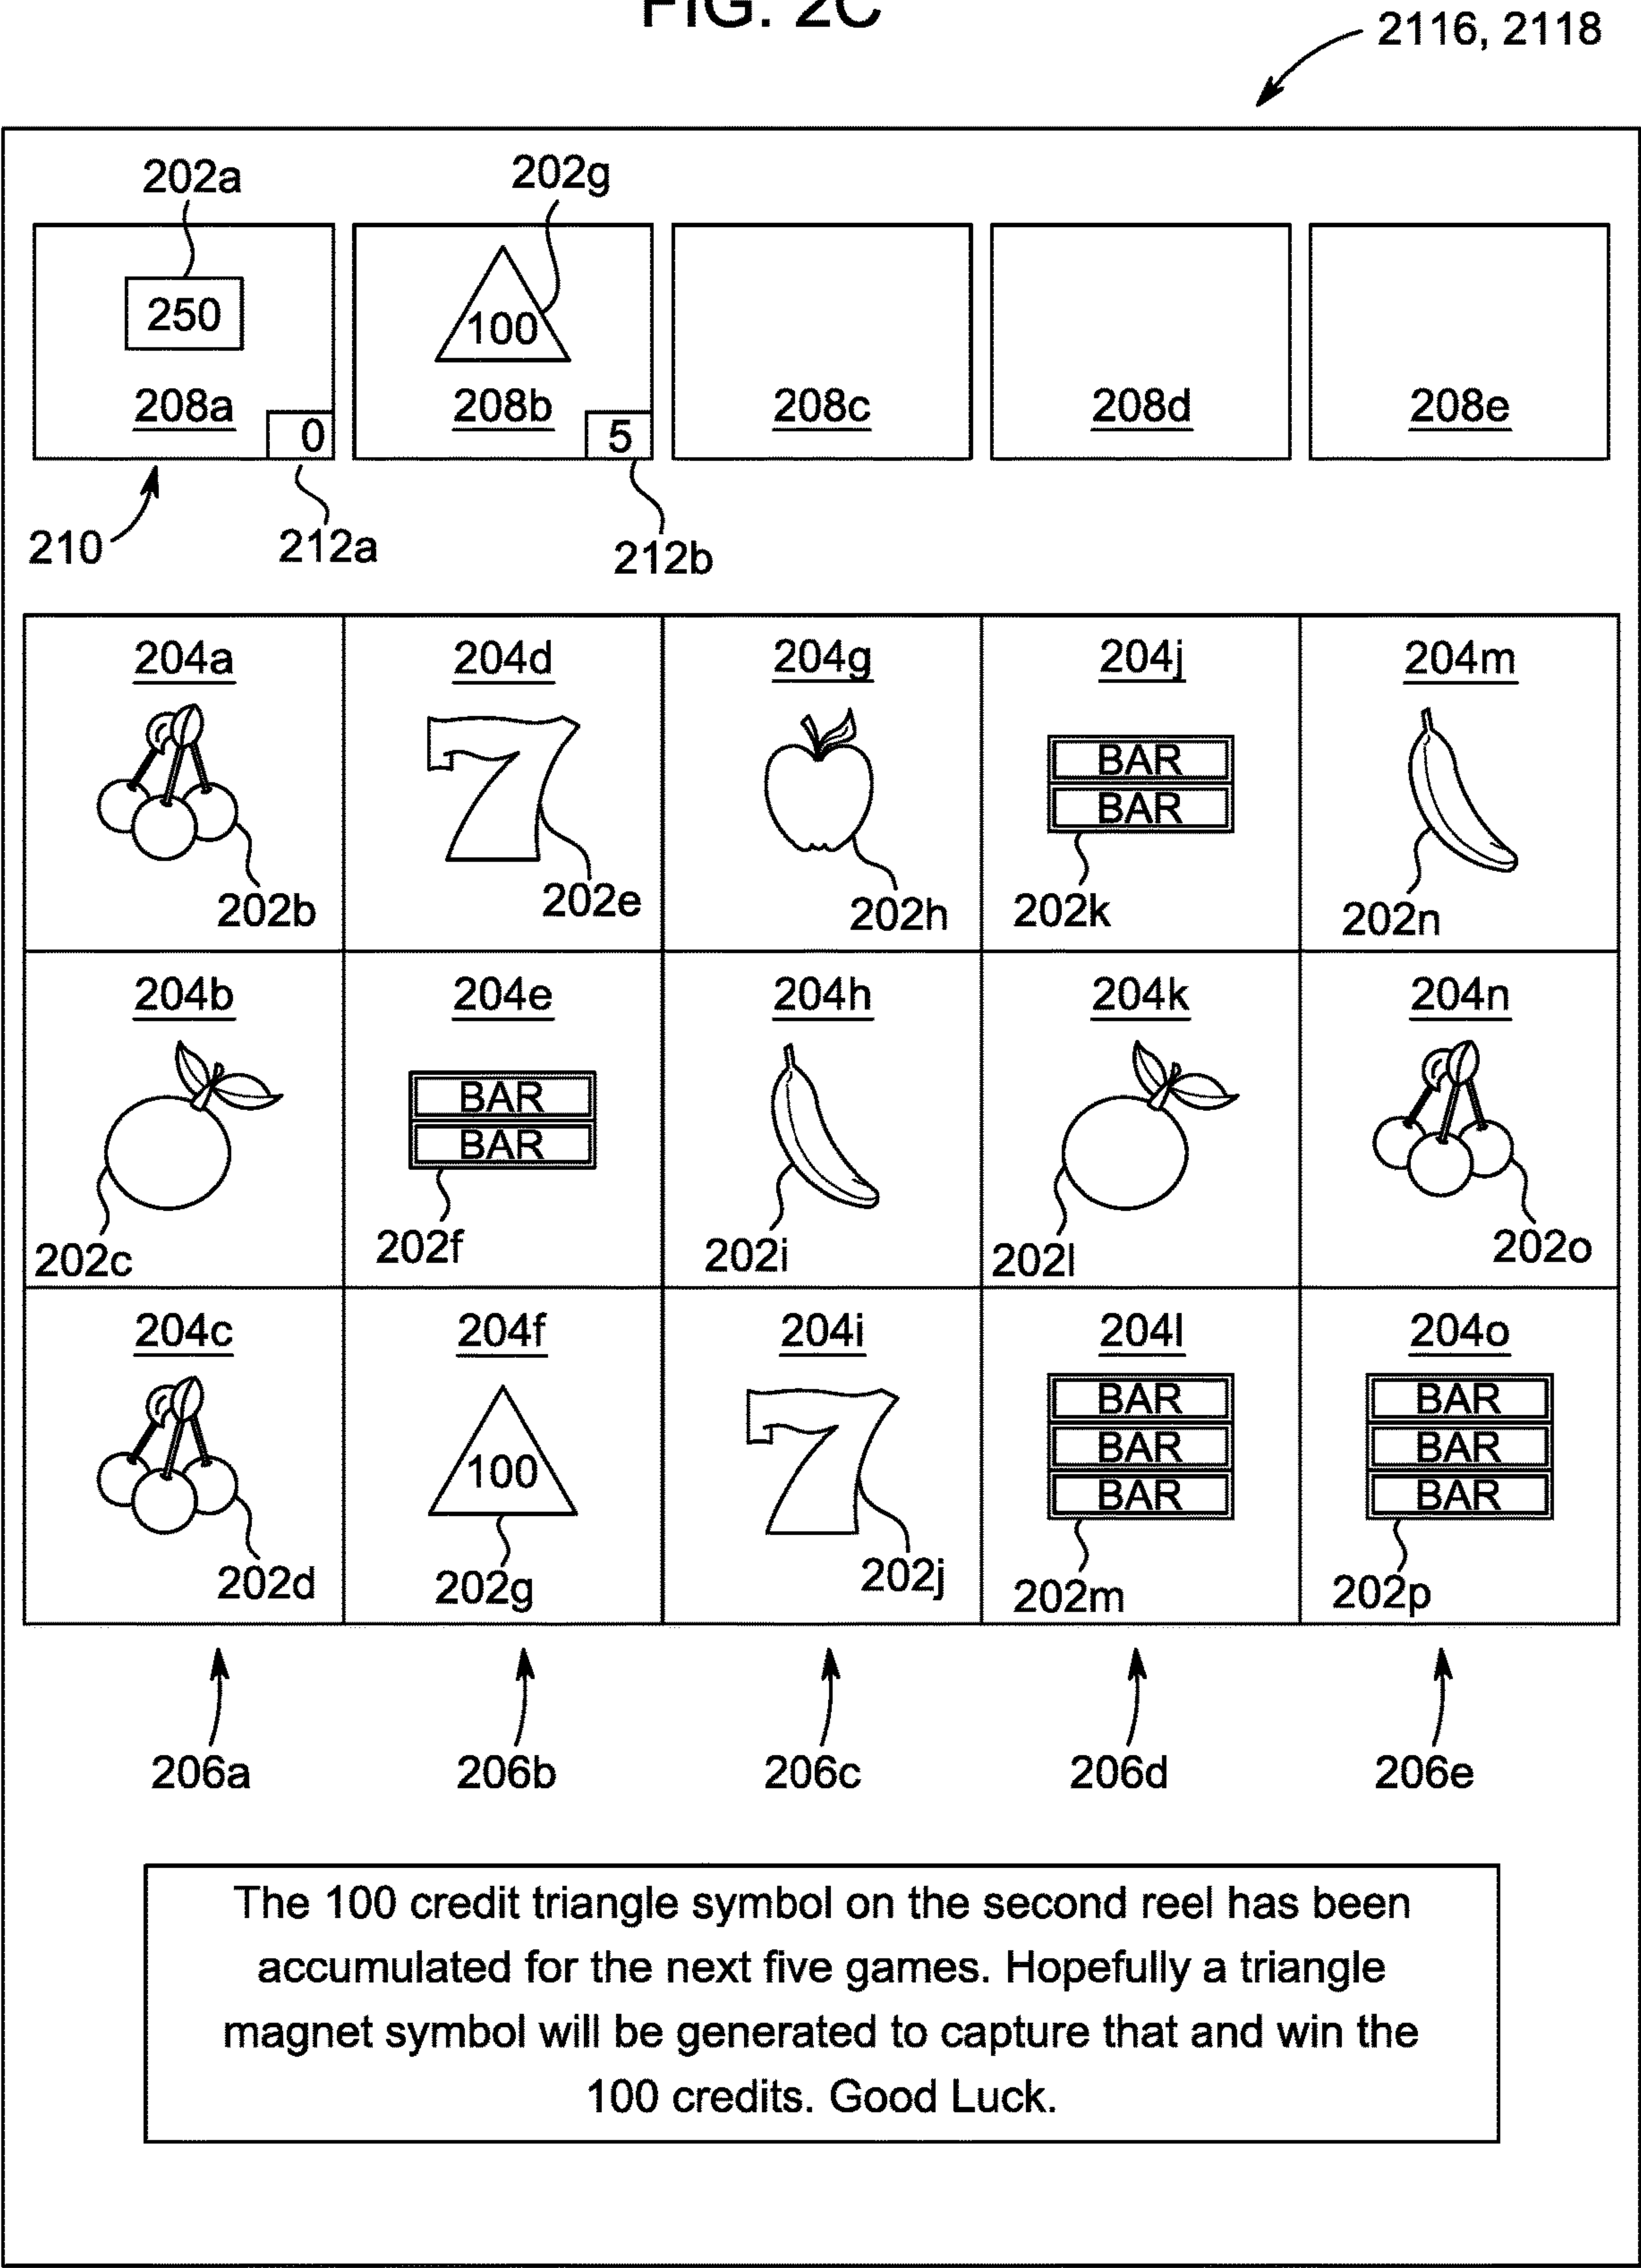 FIG. 2C
2116, 2118
202a
202g
250
100
208a
208b
208c
208d
208e
0
5
210
212a
212b
204a
204d
204g
204j
204m
BAR
BAR
202b
202e
202h
202k
202n
204b
204e
204h
204k
204n
BAR
BAR
202c
202f
202i
202l
202o
204c
204f
204i
204l
204o
100
BAR
BAR
BAR
BAR
BAR
BAR
202d
202g
202j
202m
202p
206a
206b
206c
206d
206e
The 100 credit triangle symbol on the second reel has been
accumulated for the next five games. Hopefully a triangle
magnet symbol will be generated to capture that and win the
100 credits. Good Luck.